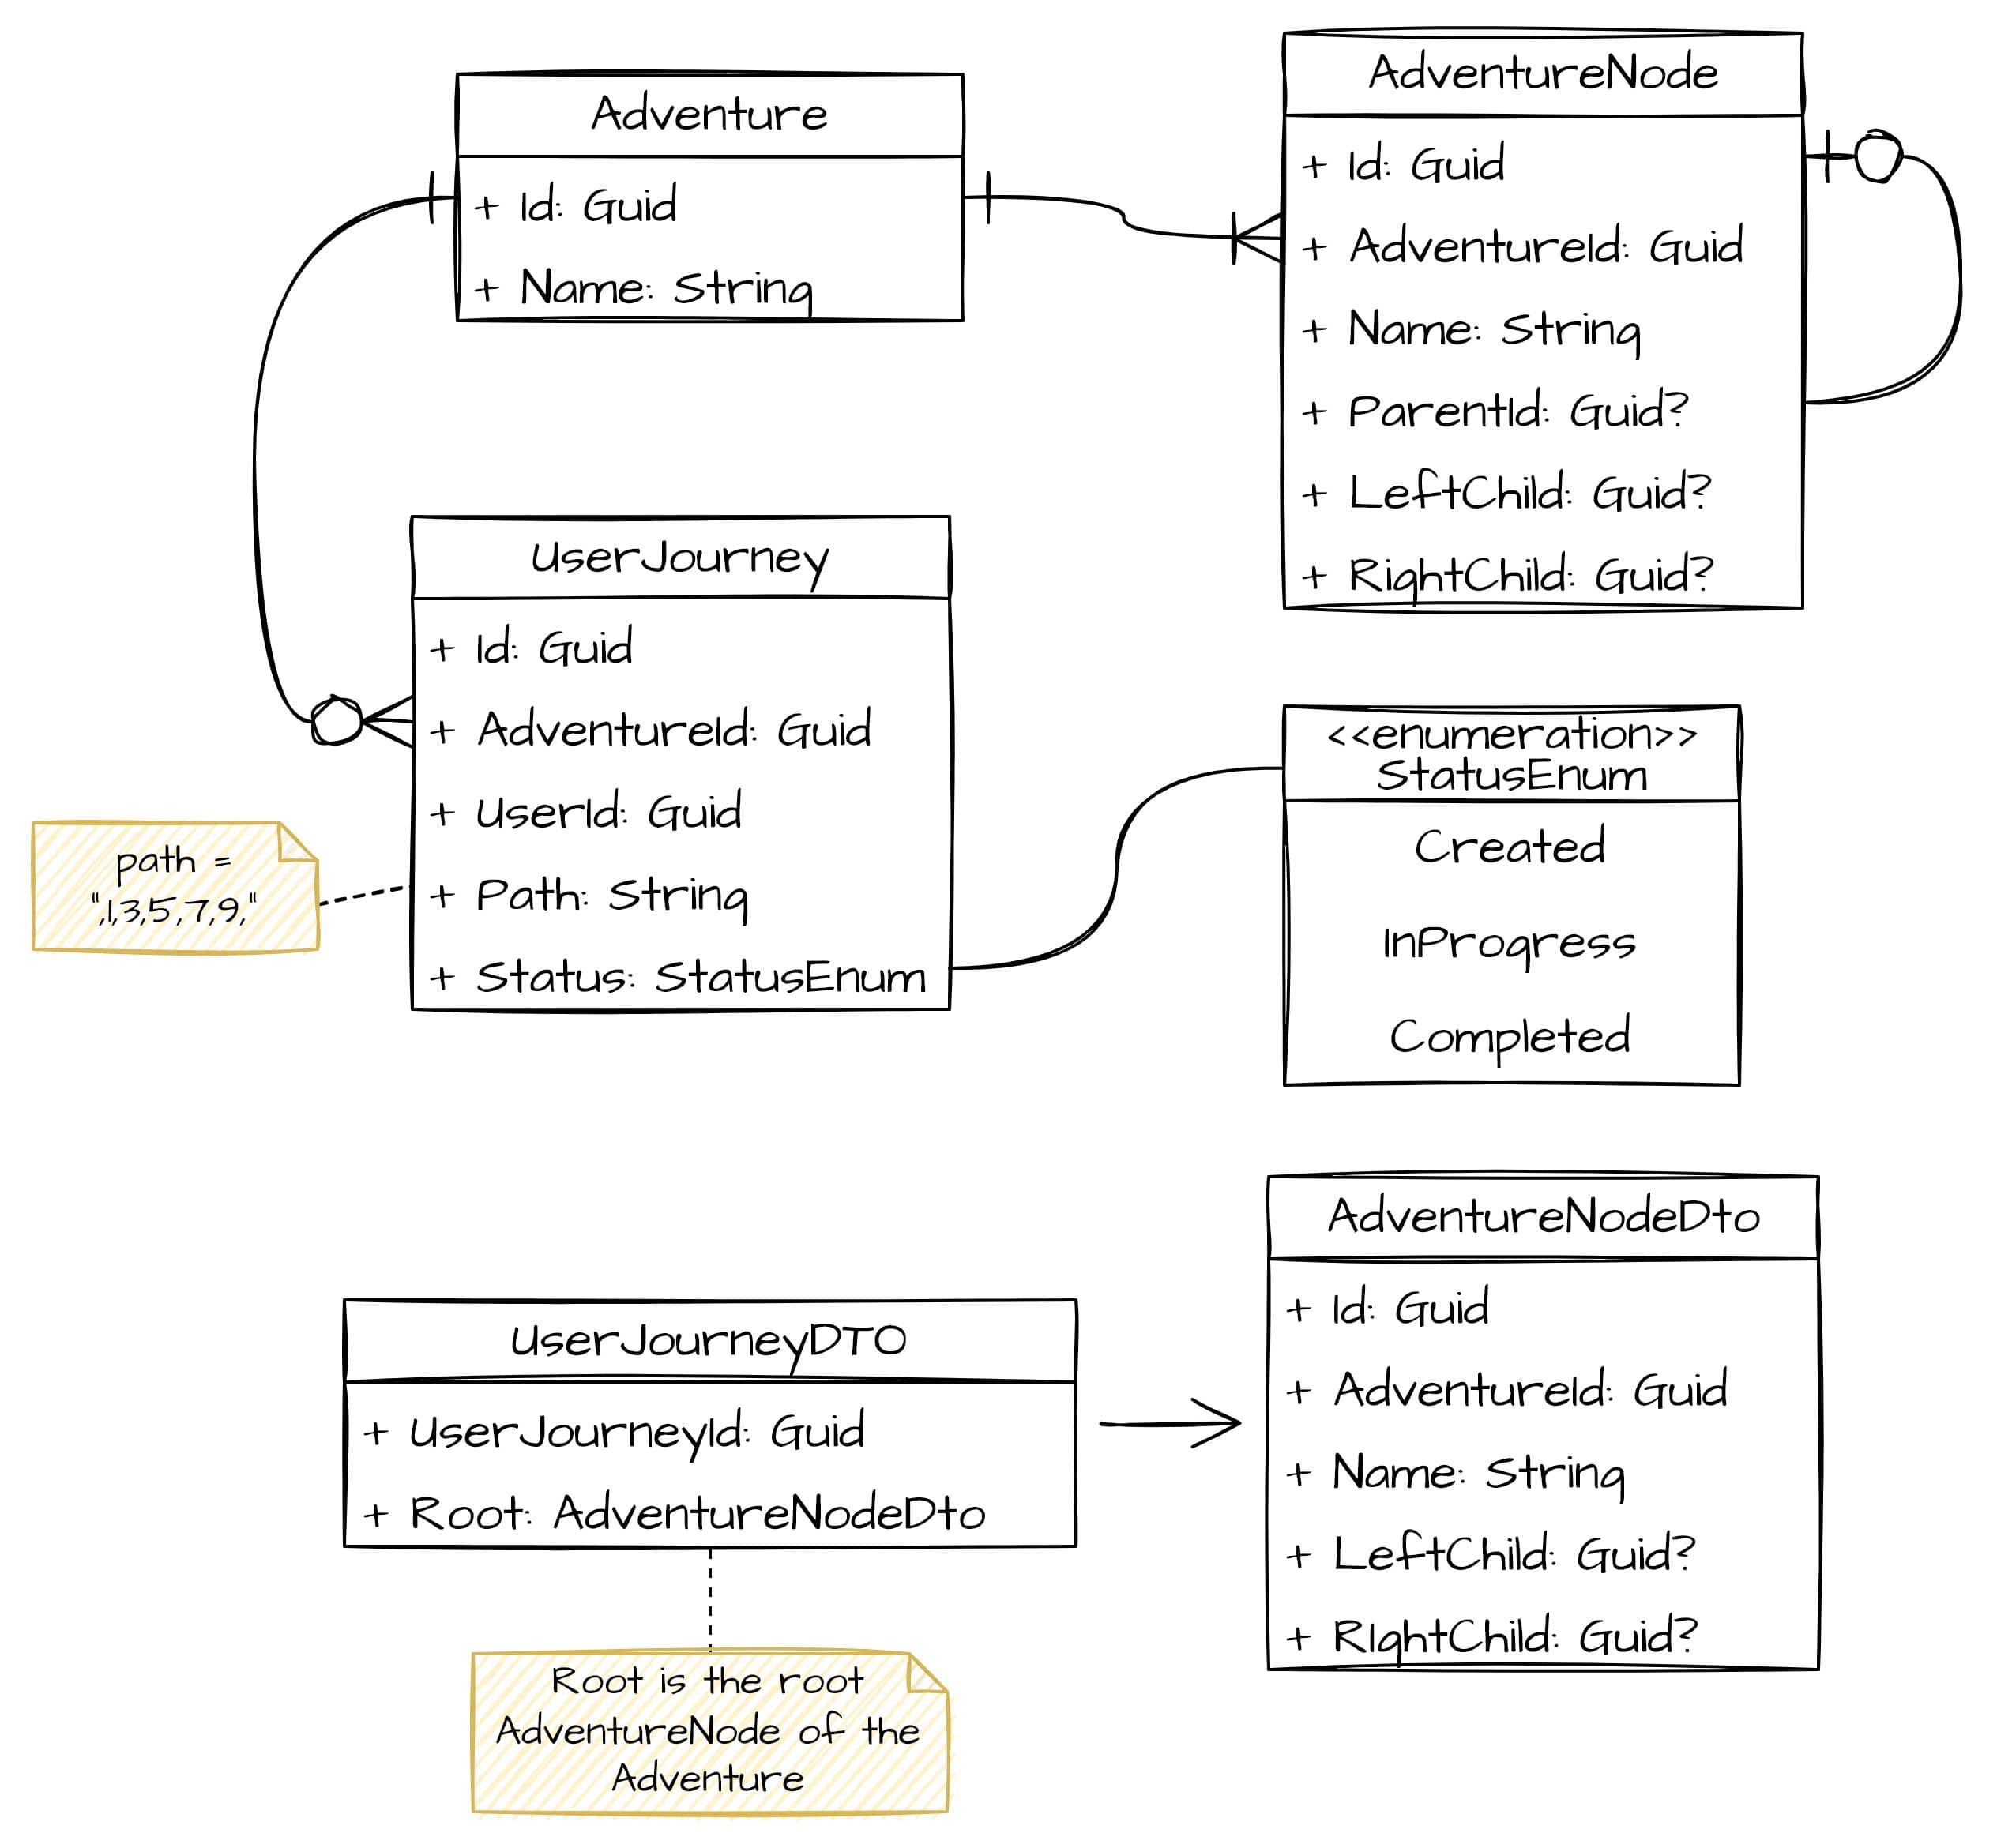 Adventure
+ Id: Guid
+ Name: String
AdventureNode
+ Id: Guid
+ AdventureId: Guid
+ Name: String
+ ParentId: Guid?
+ LeftChild: Guid?
+ RightChild: Guid?
UserJourney
+ Id: Guid
+ AdventureId: Guid
+ UserId: Guid
+ Path: String
+ Status: StatusEnum
path =
",1,3,5,7,9,"
<<enumeration>>
StatusEnum
Created
InProgress
Completed
UserJourneyDTO
+ UserJourneyId: Guid
+ Root: AdventureNodeDto
Root is the root
AdventureNode of the
Adventure
AdventureNodeDto
+ Id: Guid
+ AdventureId: Guid
+ Name: String
+ LeftChild: Guid?
+ RIghtChild: Guid?